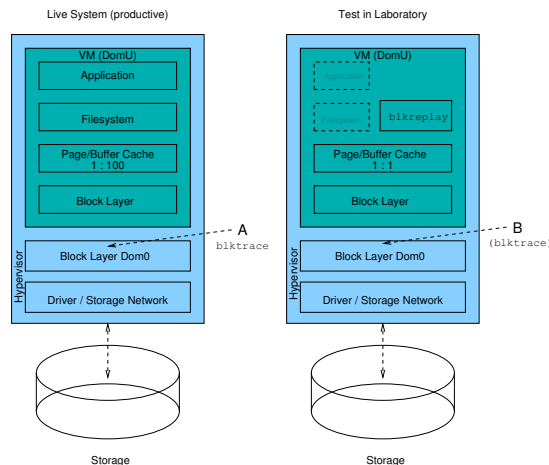 Live System (productive)
VM (DomU)
Application
Filesystem
Page/Buffer Cache
1 : 100
Block Layer
A
blktrace
Block Layer Dom0
Driver / Storage Network
Hypervisor
Storage
Test in Laboratory
VM (DomU)
Application
Filesystem
blkreplay
Page/Buffer Cache
1 : 1
Block Layer
B
(blktrace)
Block Layer Dom0
Driver / Storage Network
Hypervisor
Storage